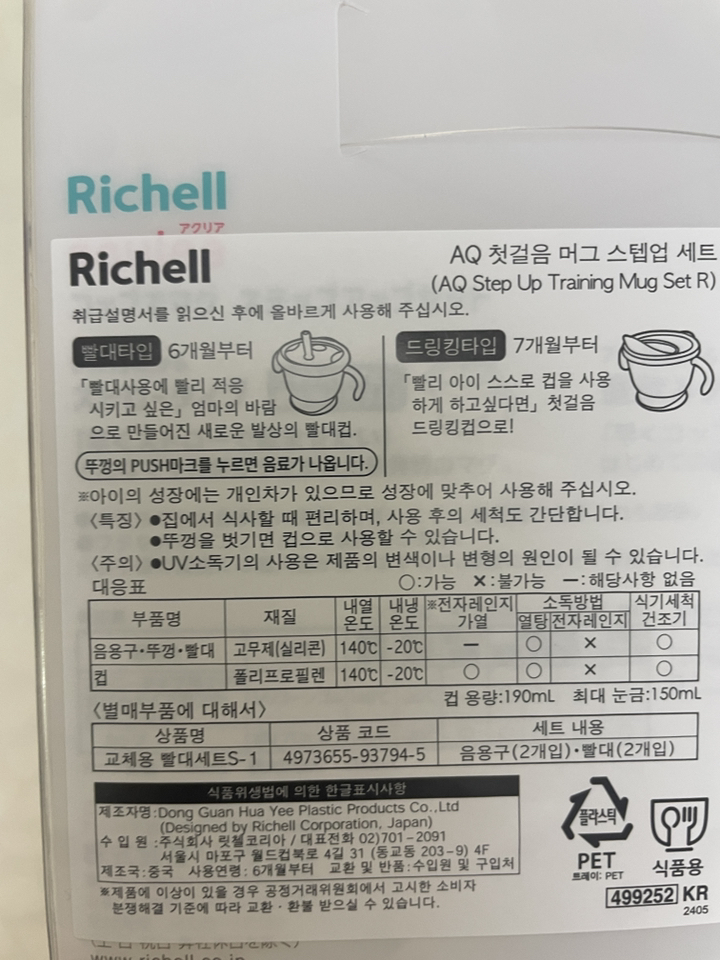 Richell
アクリア
Richell
AQ 첫걸음 머그 스텝업 세트
(AQ Step Up Training Mug Set R)
취급설명서를 읽으신 후에 올바르게 사용해 주십시오.
빨대타입 6개월부터
「빨대사용에 빨리 적응
시키고 싶은」 엄마의 바람
으로 만들어진 새로운 발상의 빨대컵.
뚜껑의 PUSH마크를 누르면 음료가 나옵니다.
드링킹타입 7개월부터
「빨리 아이 스스로 컵을 사용
하게 하고싶다면」 첫걸음
드링킹컵으로!
※아이의 성장에는 개인차가 있으므로 성장에 맞추어 사용해 주십시오.
〈특징〉 ●집에서 식사할 때 편리하며, 사용 후의 세척도 간단합니다.
●뚜껑을 벗기면 컵으로 사용할 수 있습니다.
〈주의〉 ●UV소독기의 사용은 제품의 변색이나 변형의 원인이 될 수 있습니다.
대응표 ○:가능 ×:불가능 ー:해당사항 없음
부품명 재질 내열온도 내냉온도 ※전자레인지 가열 소독방법 열탕 전자레인지 식기세척건조기
음용구·뚜껑·빨대 고무제(실리콘) 140℃ -20℃ ー ○ × ○
컵 폴리프로필렌 140℃ -20℃ ○ ○ × ○
컵 용량:190mL 최대 눈금:150mL
〈별매부품에 대해서〉
상품명 상품 코드 세트 내용
교체용 빨대세트S-1 4973655-93794-5 음용구(2개입)·빨대(2개입)
식품위생법에 의한 한글표시사항
제조자명:Dong Guan Hua Yee Plastic Products Co.,Ltd
(Designed by Richell Corporation, Japan)
수 입 원 :주식회사 릿첼코리아 / 대표전화 02)701-2091
서울시 마포구 월드컵북로 4길 31 (동교동 203-9) 4F
제조국:중국 사용연령: 6개월부터 교환 및 반품:수입원 및 구입처
※제품에 이상이 있을 경우 공정거래위원회에서 고시한 소비자
분쟁해결 기준에 따라 교환·환불 받으실 수 있습니다.
플라스틱
PET
트레이: PET
식품용
499252 KR
2405
www.richell.co.jp